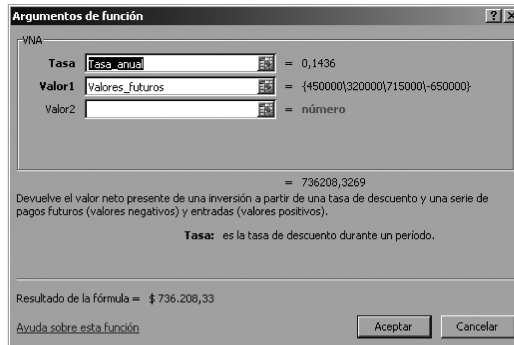 Argumentos de función
VNA
Tasa Tasa_anual = 0,1436
Valor1 Valores_futuros = {450000\320000\715000\-650000}
Valor2 = número
= 736208,3269
Devuelve el valor neto presente de una inversión a partir de una tasa de descuento y una serie de
pagos futuros (valores negativos) y entradas (valores positivos).
Tasa: es la tasa de descuento durante un período.
Resultado de la fórmula = $ 736.208,33
Ayuda sobre esta función Aceptar Cancelar